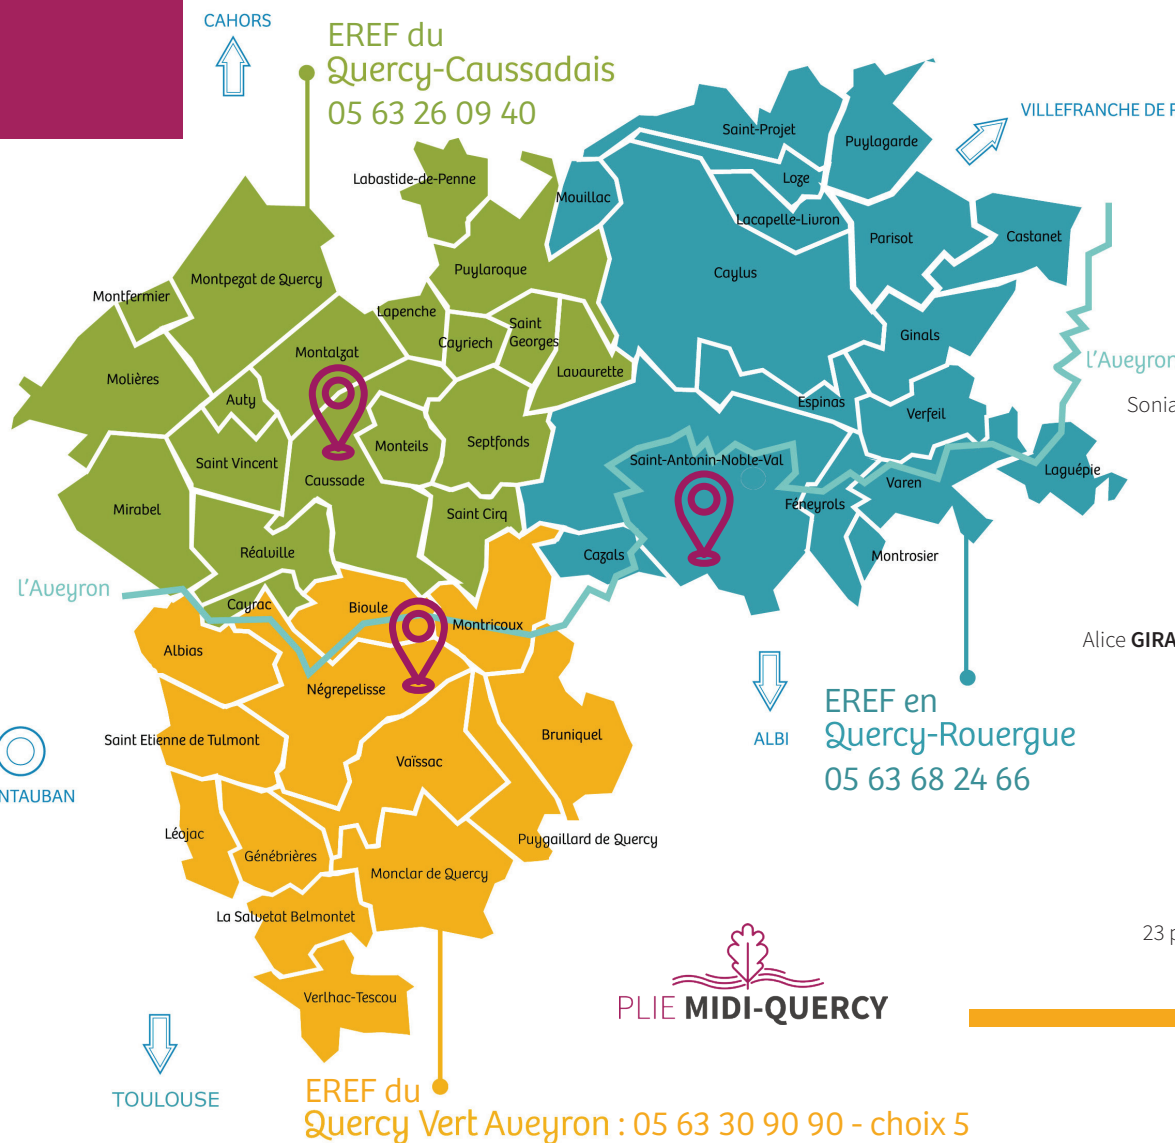 CAHORS
EREF du
Quercy-Caussadais
05 63 26 09 40
VILLEFRANCHE DE
Saint-Projet
Puylagarde
Labastide-de-Penne
Loze
Mouillac
Lacapelle-Livron
Parisot
Castanet
Puylaroque
Caylus
Montpezat de Quercy
Montfermier
Lapenche
Saint
Georges
Cayriech
Ginals
Montalzat
l'Aveyron
Molières
Lavaurette
Auty
Espinas
Verfeil
Sonia
Monteils
Septfonds
Saint Vincent
Saint-Antonin-Noble-Val
Laguépie
Caussade
Varen
Mirabel
Saint Cirq
Féneyrols
Réalville
Cazals
Montrosier
l'Aveyron
Cayrac
Bioule
Montricoux
Albias
Alice GIRA
Négrepelisse
EREF en
Quercy-Rouergue
05 63 68 24 66
ALBI
Saint Etienne de Tulmont
Bruniquel
Vaïssac
NTAUBAN
Léojac
Puygaillard de Quercy
Génébrières
Monclar de Quercy
La Salvetat Belmontet
23 p
Verlhac-Tescou
PLIE MIDI-QUERCY
TOULOUSE
EREF du
Quercy Vert Aveyron : 05 63 30 90 90 - choix 5